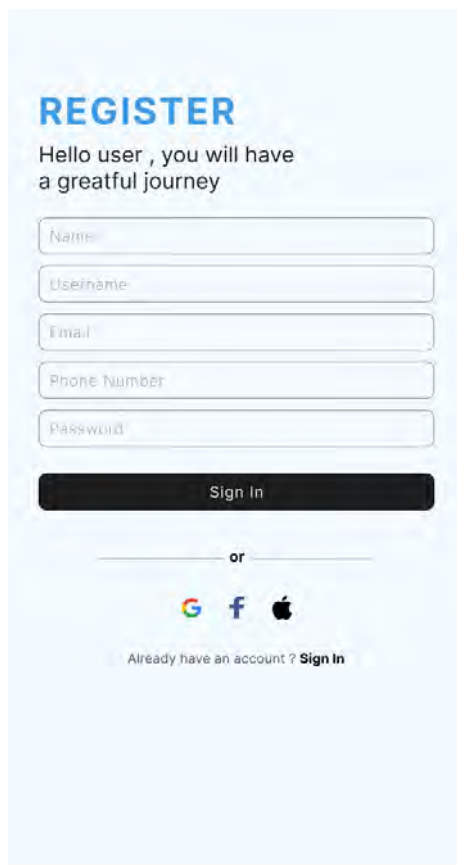 REGISTER
Hello user , you will have
a greatful journey
Name
Username
Email
Phone Number
Password
Sign In
or
Already have an account ? Sign In